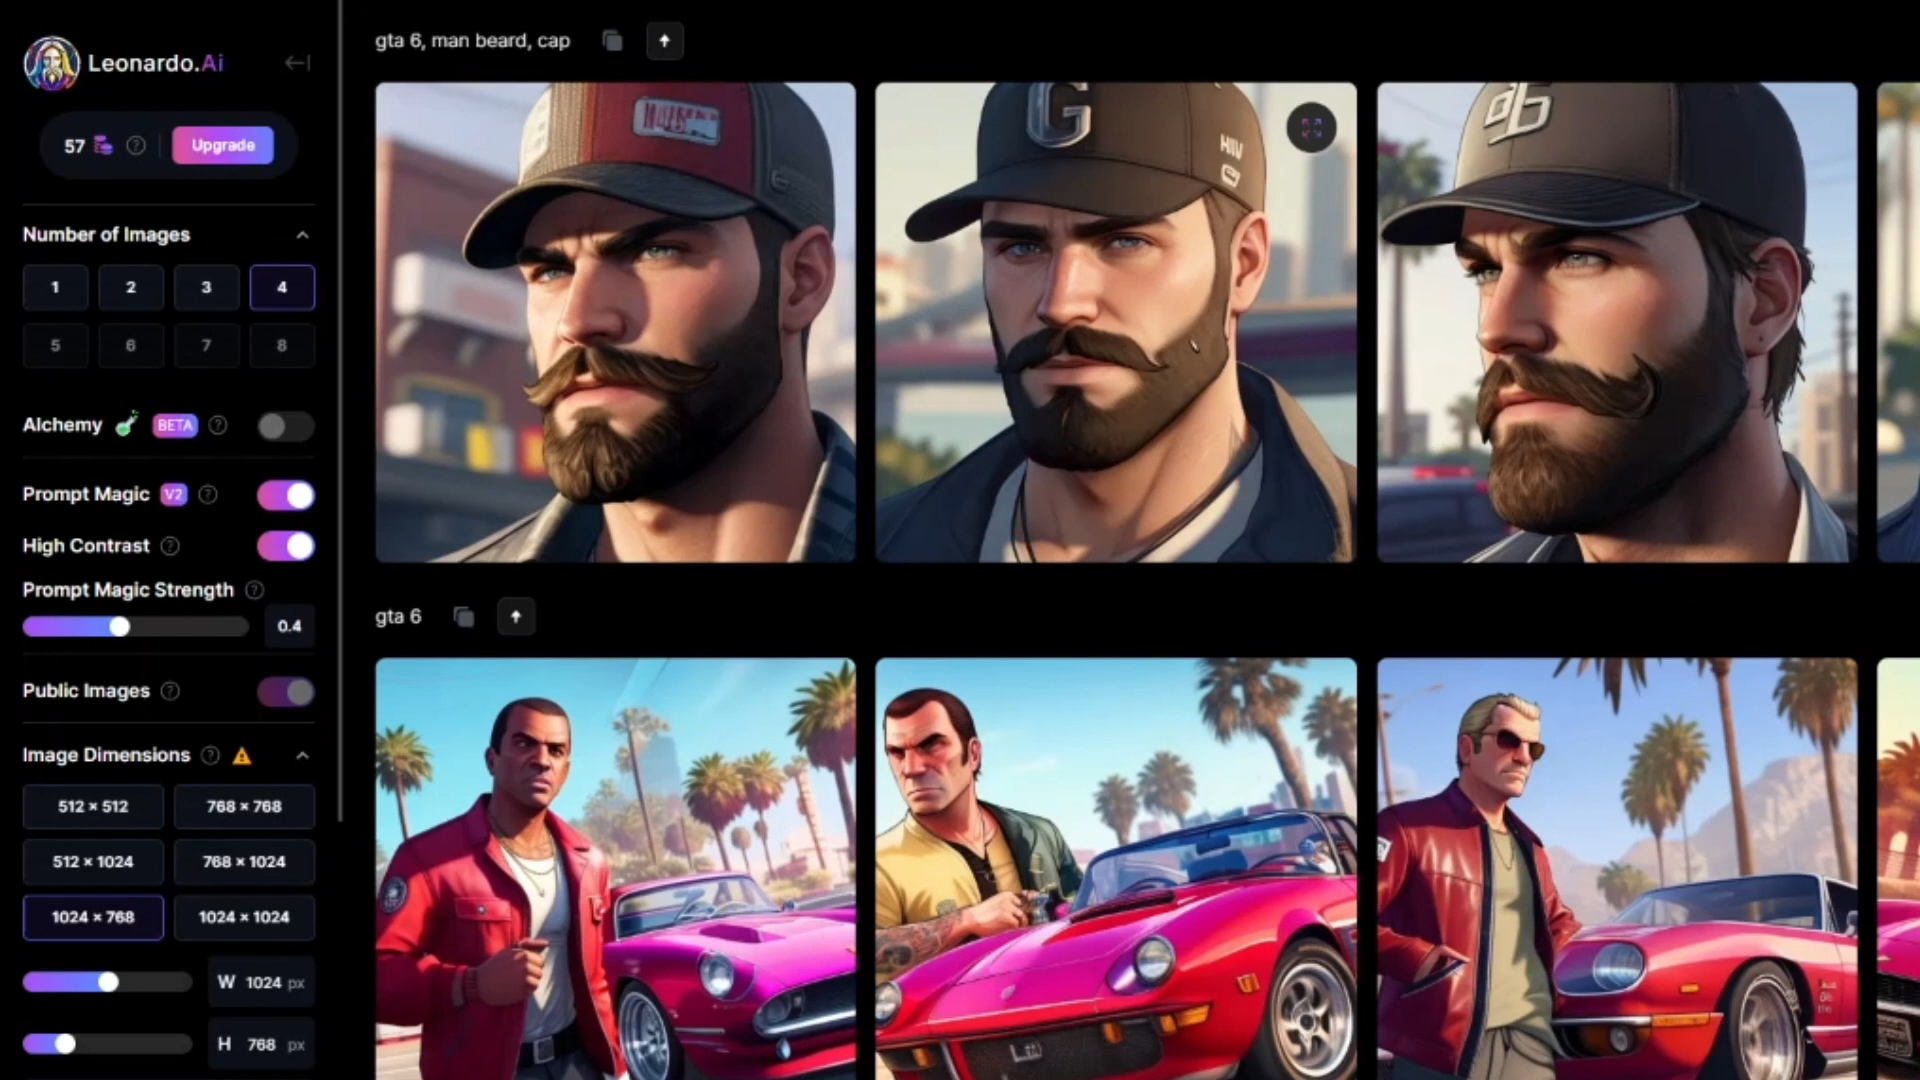 Leonardo.Ai
57
Upgrade
Number of Images
1 2 3 4
5 6 7 8
Alchemy BETA
Prompt Magic V2
High Contrast
Prompt Magic Strength
0.4
Public Images
Image Dimensions
512 × 512 768 × 768
512 × 1024 768 × 1024
1024 × 768 1024 × 1024
W 1024 px
H 768 px
gta 6, man beard, cap
G
gta 6